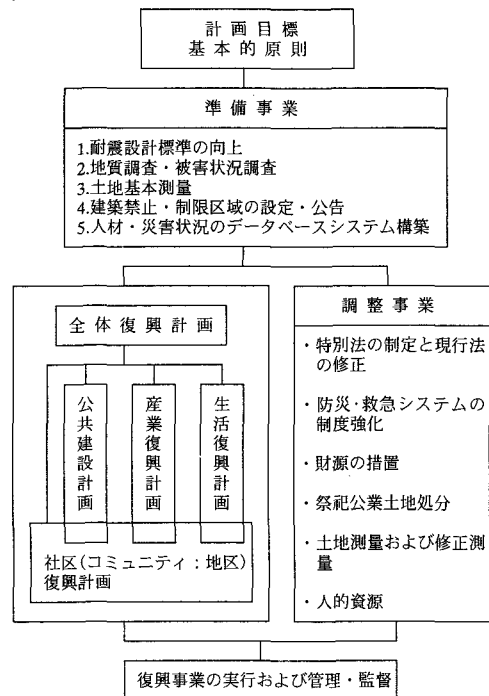 計画目標
基本的原則
準備事業
1.耐震設計標準の向上
2.地質調査・被害状況調査
3.土地基本測量
4.建築禁止・制限区域の設定・公告
5.人材・災害状況のデータベースシステム構築
全体復興計画
公共建設計画
産業復興計画
生活復興計画
社区(コミュニティ：地区)
復興計画
調整事業
・特別法の制定と現行法
の修正
・防災・救急システムの
制度強化
・財源の措置
・祭祀公業土地処分
・土地測量および修正測
量
・人的資源
復興事業の実行および管理・監督